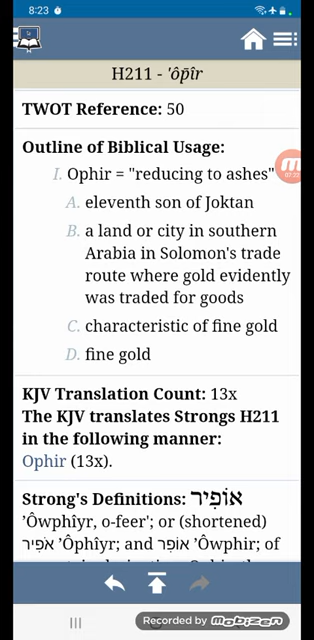 8:23
H211 - 'ôp̄îr
TWOT Reference: 50
Outline of Biblical Usage:
I. Ophir = "reducing to ashes"
A. eleventh son of Joktan
B. a land or city in southern
Arabia in Solomon's trade
route where gold evidently
was traded for goods
C. characteristic of fine gold
D. fine gold
KJV Translation Count: 13x
The KJV translates Strongs H211
in the following manner:
Ophir (13x).
Strong's Definitions: אוֹפִיר
ʼÔwphîyr, o-feer'; or (shortened)
אֹפִיר ʼÔphîyr; and אוֹפִר ʼÔwphir; of
Recorded by mobizen